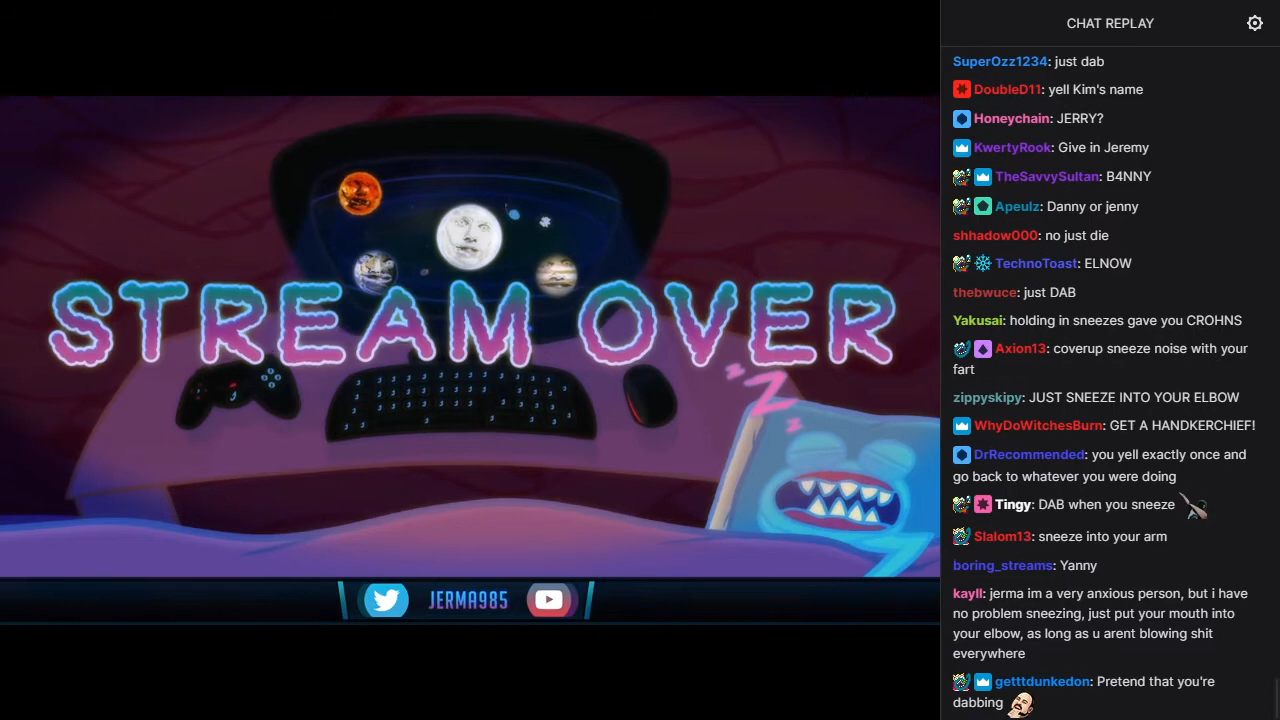 CHAT REPLAY
SuperOzz1234: just dab
DoubleD11: yell Kim's name
Honeychain: JERRY?
KwertyRook: Give in Jeremy
TheSavvySultan: B4NNY
Apeulz: Danny or jenny
shhadow000: no just die
TechnoToast: ELNOW
thebwuce: just DAB
Yakusai: holding in sneezes gave you CROHNS
Axion13: coverup sneeze noise with your
fart
zippyskipy: JUST SNEEZE INTO YOUR ELBOW
WhyDoWitchesBurn: GET A HANDKERCHIEF!
DrRecommended: you yell exactly once and
go back to whatever you were doing
Tingy: DAB when you sneeze
Slalom13: sneeze into your arm
boring_streams: Yanny
kayll: jerma im a very anxious person, but i have
no problem sneezing, just put your mouth into
your elbow, as long as u arent blowing shit
everywhere
getttdunkedon: Pretend that you're
dabbing
STREAM OVER
z
Z
z
JERMA985